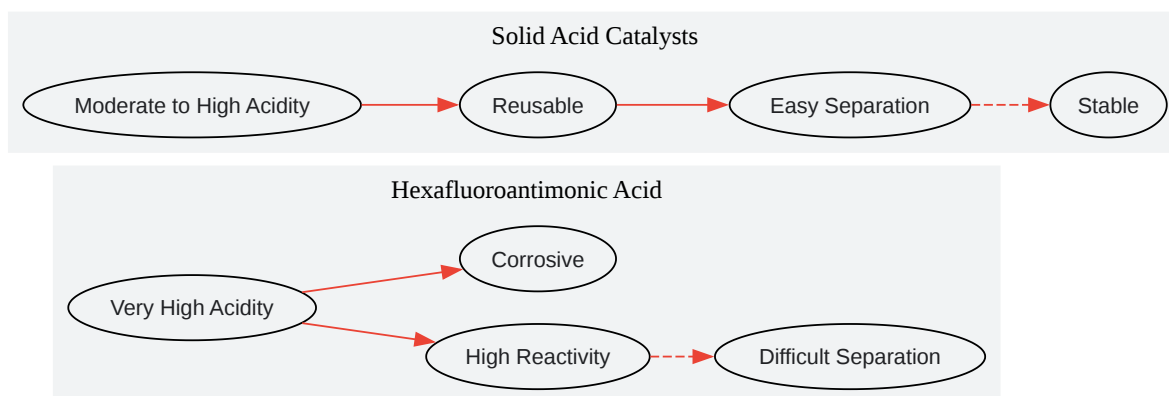 Solid Acid Catalysts
Moderate to High Acidity
Reusable
Easy Separation
Stable
Hexafluoroantimonic Acid
Very High Acidity
Corrosive
High Reactivity
Difficult Separation